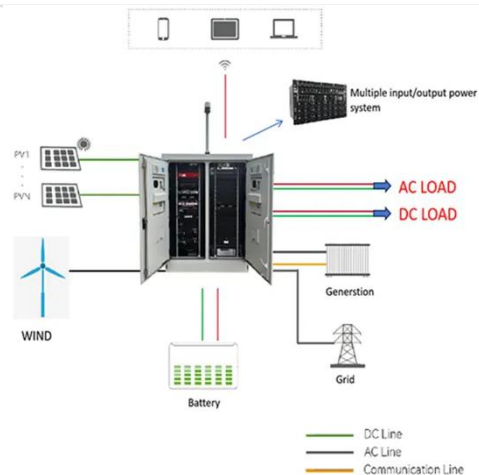 Multiple input/output power
system
PV1
PVN
AC LOAD
DC LOAD
WIND
Generstion
Grid
Battery
DC Line
AC Line
Communication Line